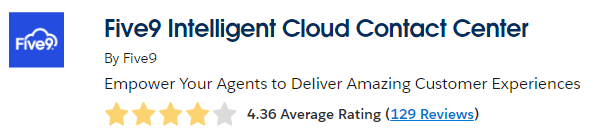 Five9
Five9 Intelligent Cloud Contact Center
By Five9
Empower Your Agents to Deliver Amazing Customer Experiences
4.36 Average Rating (129 Reviews)